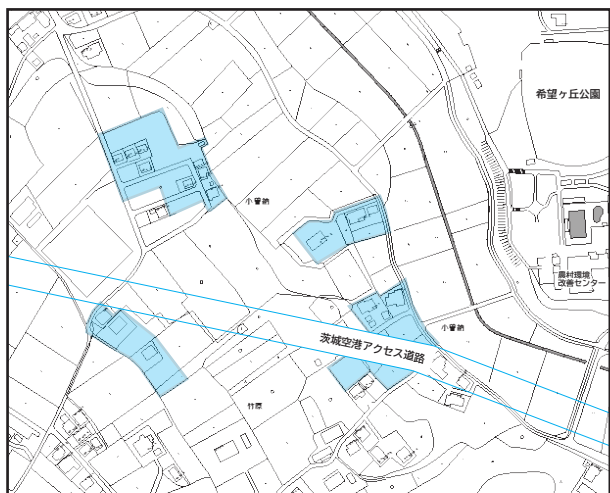 希望ヶ丘公園
小曽納
農村環境
改善センター
小曽納
茨城空港アクセス道路
竹原